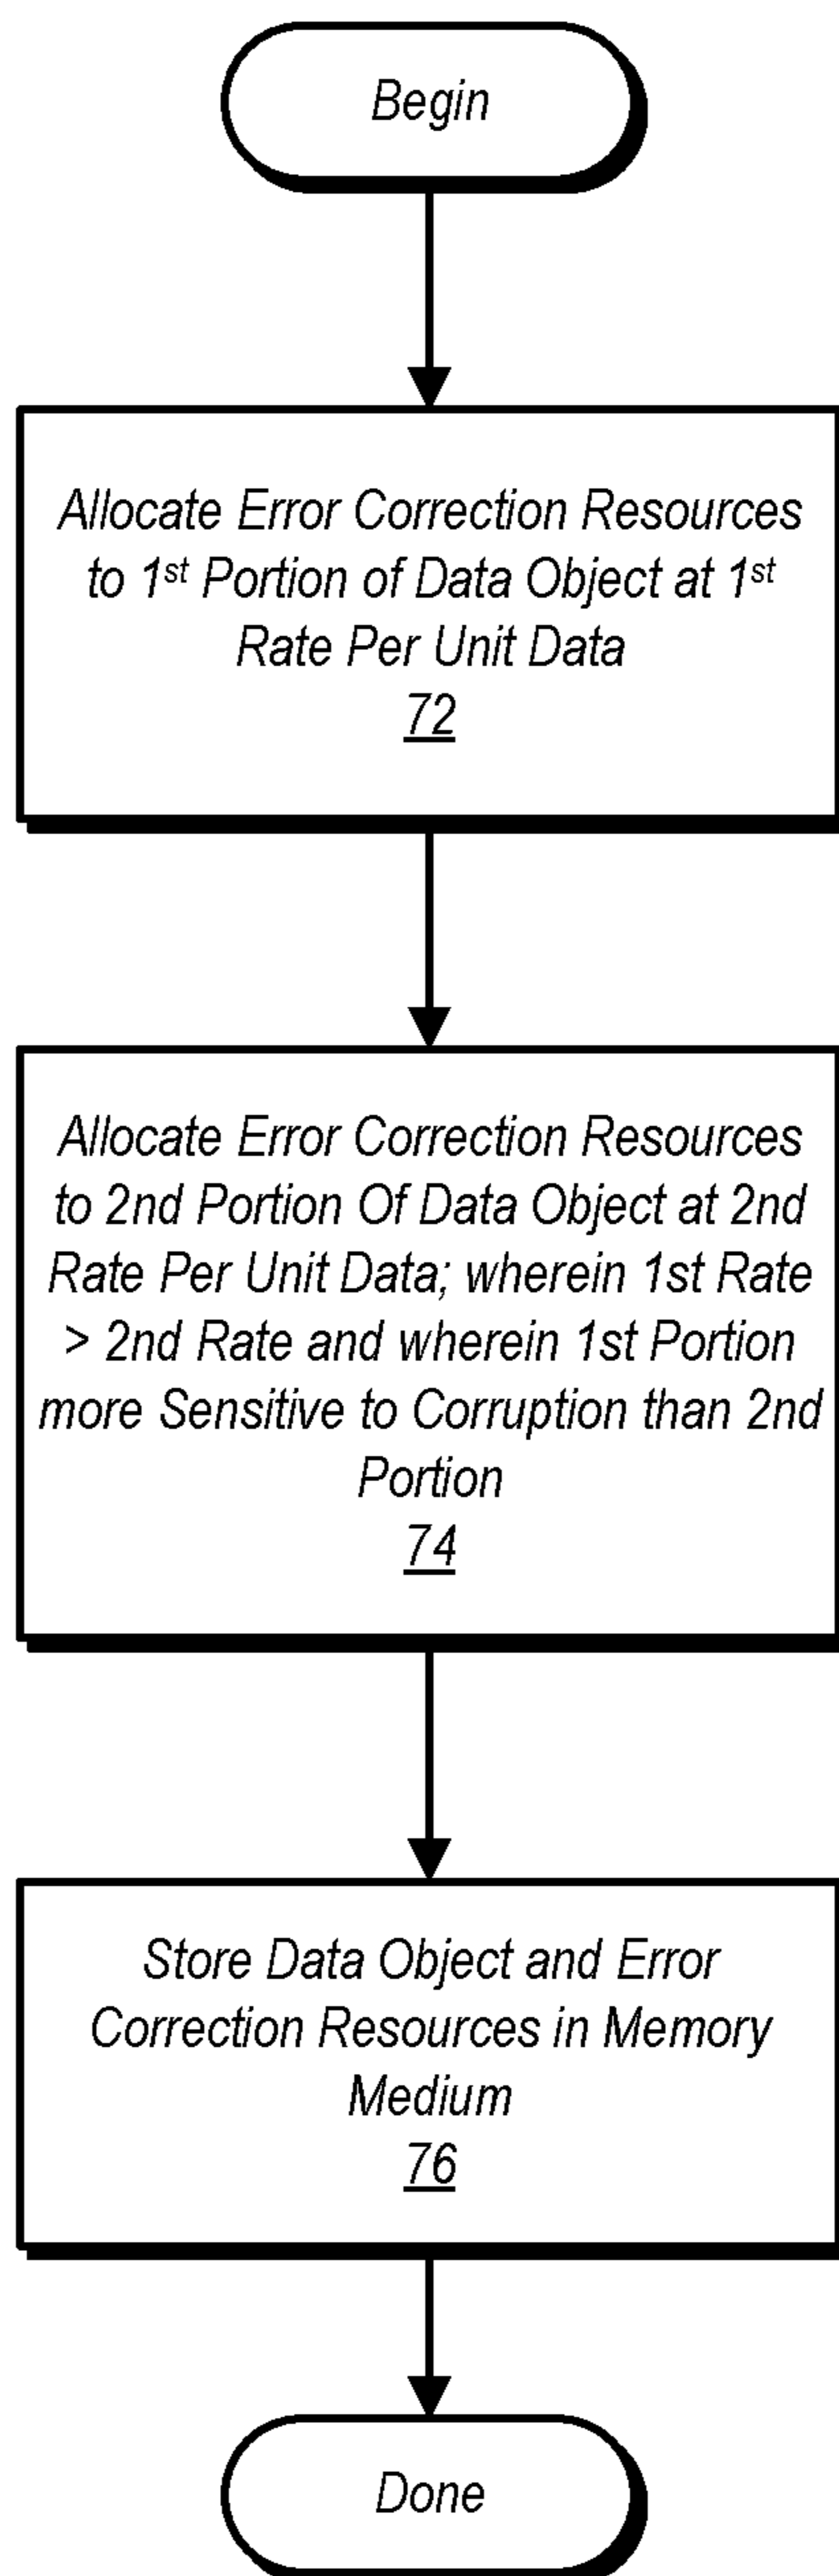 Begin
Allocate Error Correction Resources
to 1st Portion of Data Object at 1st
Rate Per Unit Data
72
Allocate Error Correction Resources
to 2nd Portion Of Data Object at 2nd
Rate Per Unit Data; wherein 1st Rate
> 2nd Rate and wherein 1st Portion
more Sensitive to Corruption than 2nd
Portion
74
Store Data Object and Error
Correction Resources in Memory
Medium
76
Done